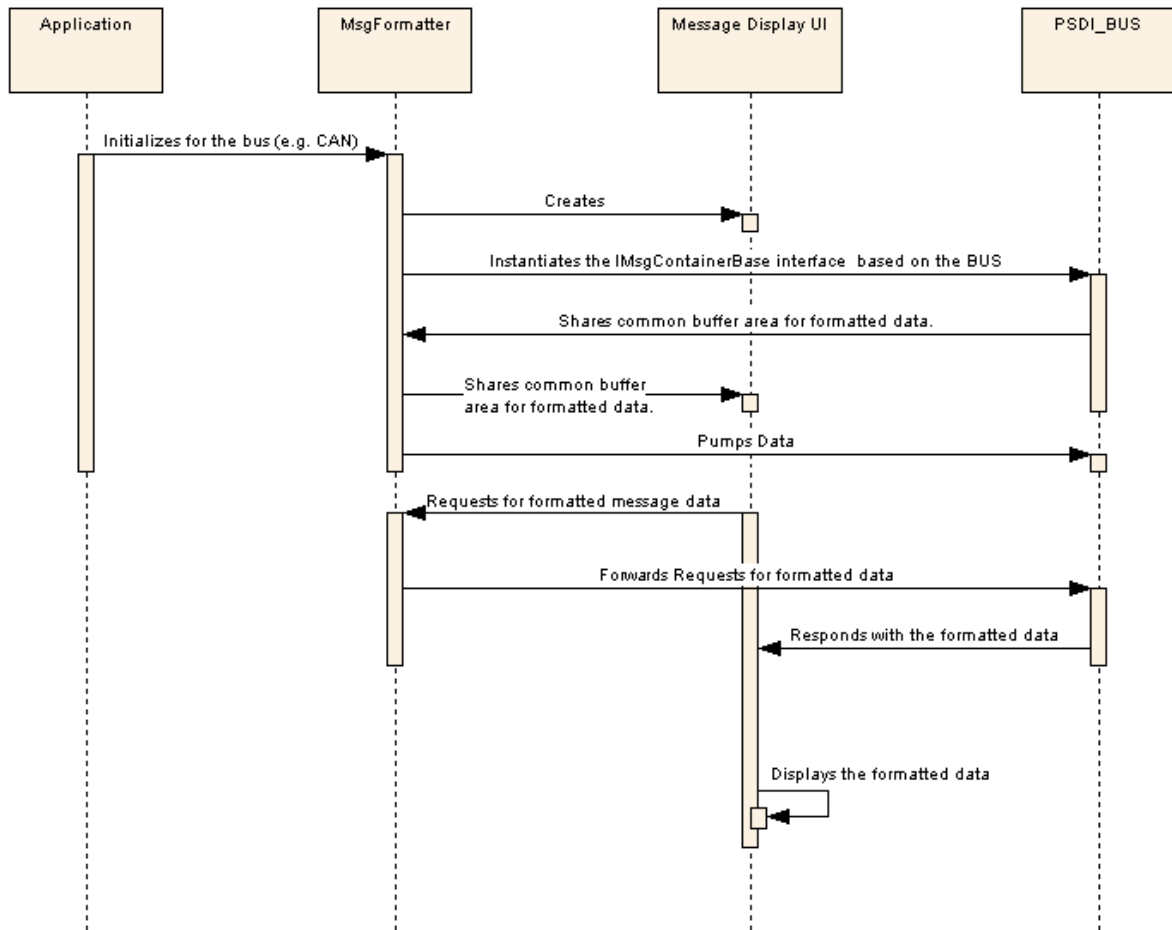 Application
MsgFormatter
Message Display UI
PSDI_BUS
Initializes for the bus (e.g. CAN)
Creates
Instantiates the IMsgContainerBase interface based on the BUS
Shares common buffer area for formatted data.
Shares common buffer
area for formatted data.
Pumps Data
Requests for formatted message data
Forwards Requests for formatted data
Responds with the formatted data
Displays the formatted data